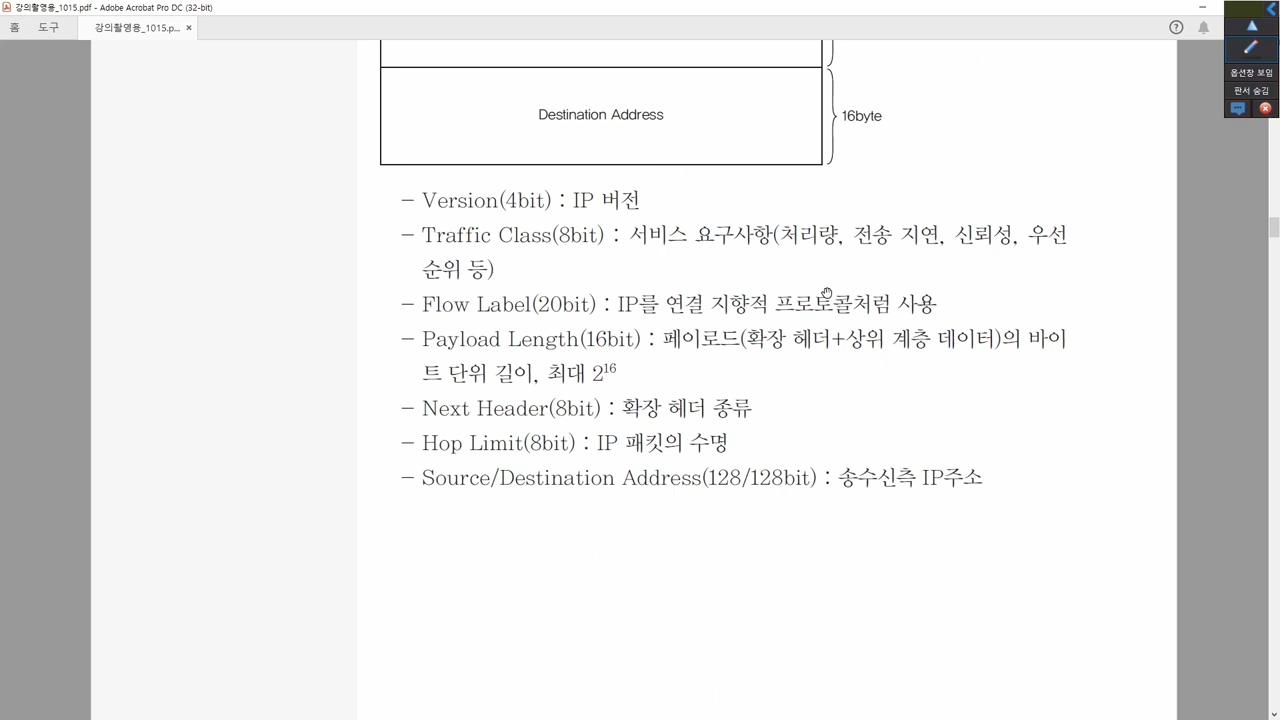 강의촬영용_1015.pdf - Adobe Acrobat Pro DC (32-bit)
홈 도구 강의촬영용_1015.p... ×
옵션창 보임
판서 숨김
Destination Address
16byte
– Version(4bit) : IP 버전
– Traffic Class(8bit) : 서비스 요구사항(처리량, 전송 지연, 신뢰성, 우선
순위 등)
– Flow Label(20bit) : IP를 연결 지향적 프로토콜처럼 사용
– Payload Length(16bit) : 페이로드(확장 헤더+상위 계층 데이터)의 바이
트 단위 길이, 최대 2¹⁶
– Next Header(8bit) : 확장 헤더 종류
– Hop Limit(8bit) : IP 패킷의 수명
– Source/Destination Address(128/128bit) : 송수신측 IP주소